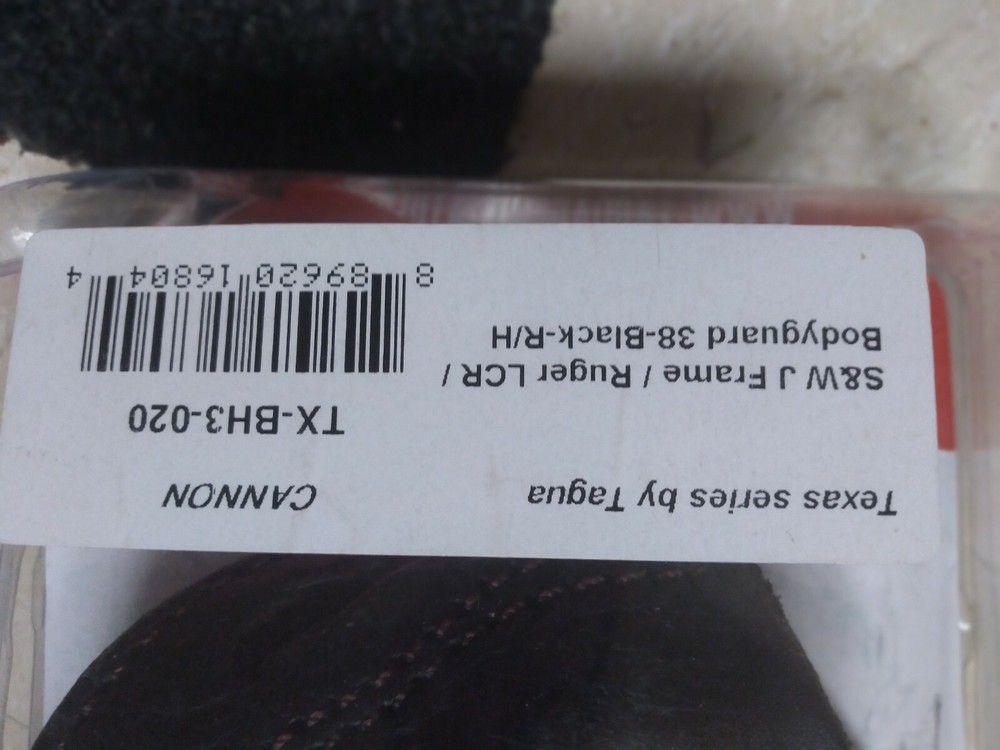 Texas series by Tagua
CANNON
TX-BH3-020
S&W J Frame / Ruger LCR /
Bodyguard 38-Black-R/H
8 89620 16804 4